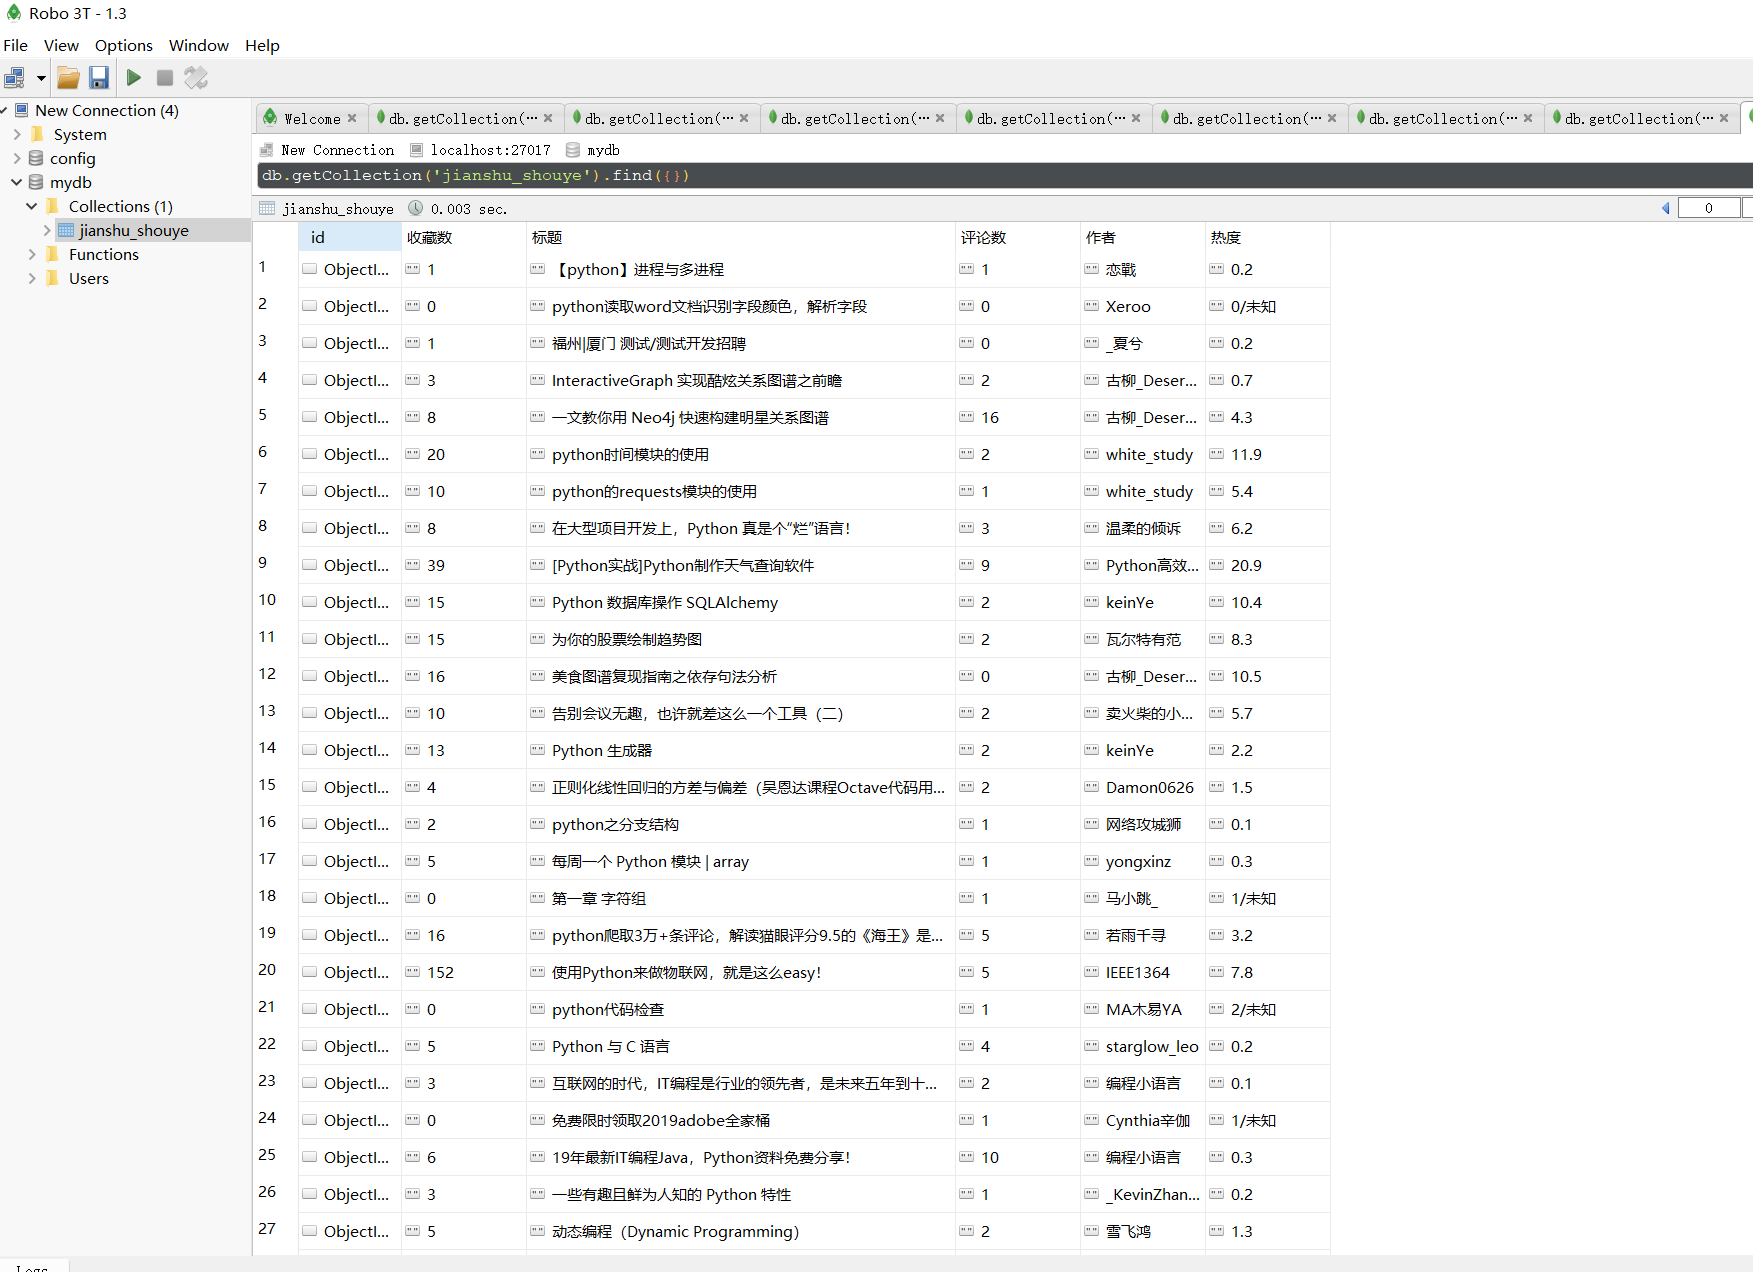 Robo 3T - 1.3
File View Options Window Help
New Connection (4)
System
config
mydb
Collections (1)
jianshu_shouye
Functions
Users
Welcome db.getCollection(··· db.getCollection(··· db.getCollection(··· db.getCollection(··· db.getCollection(··· db.getCollection(··· db.getCollection(···
New Connection localhost:27017 mydb
db.getCollection('jianshu_shouye').find({})
jianshu_shouye 0.003 sec. 0
id 收藏数 标题 评论数 作者 热度
1 ObjectI... 1 【python】进程与多进程 1 恋戰 0.2
2 ObjectI... 0 python读取word文档识别字段颜色，解析字段 0 Xeroo 0/未知
3 ObjectI... 1 福州|厦门 测试/测试开发招聘 0 _夏兮 0.2
4 ObjectI... 3 InteractiveGraph 实现酷炫关系图谱之前瞻 2 古柳_Deser... 0.7
5 ObjectI... 8 一文教你用 Neo4j 快速构建明星关系图谱 16 古柳_Deser... 4.3
6 ObjectI... 20 python时间模块的使用 2 white_study 11.9
7 ObjectI... 10 python的requests模块的使用 1 white_study 5.4
8 ObjectI... 8 在大型项目开发上，Python 真是个“烂”语言！ 3 温柔的倾诉 6.2
9 ObjectI... 39 [Python实战]Python制作天气查询软件 9 Python高效... 20.9
10 ObjectI... 15 Python 数据库操作 SQLAlchemy 2 keinYe 10.4
11 ObjectI... 15 为你的股票绘制趋势图 2 瓦尔特有范 8.3
12 ObjectI... 16 美食图谱复现指南之依存句法分析 0 古柳_Deser... 10.5
13 ObjectI... 10 告别会议无趣，也许就差这么一个工具（二） 2 卖火柴的小... 5.7
14 ObjectI... 13 Python 生成器 2 keinYe 2.2
15 ObjectI... 4 正则化线性回归的方差与偏差（吴恩达课程Octave代码用... 2 Damon0626 1.5
16 ObjectI... 2 python之分支结构 1 网络攻城狮 0.1
17 ObjectI... 5 每周一个 Python 模块 | array 1 yongxinz 0.3
18 ObjectI... 0 第一章 字符组 1 马小跳_ 1/未知
19 ObjectI... 16 python爬取3万+条评论，解读猫眼评分9.5的《海王》是... 5 若雨千寻 3.2
20 ObjectI... 152 使用Python来做物联网，就是这么easy！ 5 IEEE1364 7.8
21 ObjectI... 0 python代码检查 1 MA木易YA 2/未知
22 ObjectI... 5 Python 与 C 语言 4 starglow_leo 0.2
23 ObjectI... 3 互联网的时代，IT编程是行业的领先者，是未来五年到十... 2 编程小语言 0.1
24 ObjectI... 0 免费限时领取2019adobe全家桶 1 Cynthia辛伽 1/未知
25 ObjectI... 6 19年最新IT编程Java，Python资料免费分享！ 10 编程小语言 0.3
26 ObjectI... 3 一些有趣且鲜为人知的 Python 特性 1 _KevinZhan... 0.2
27 ObjectI... 5 动态编程（Dynamic Programming） 2 雪飞鸿 1.3
Logs